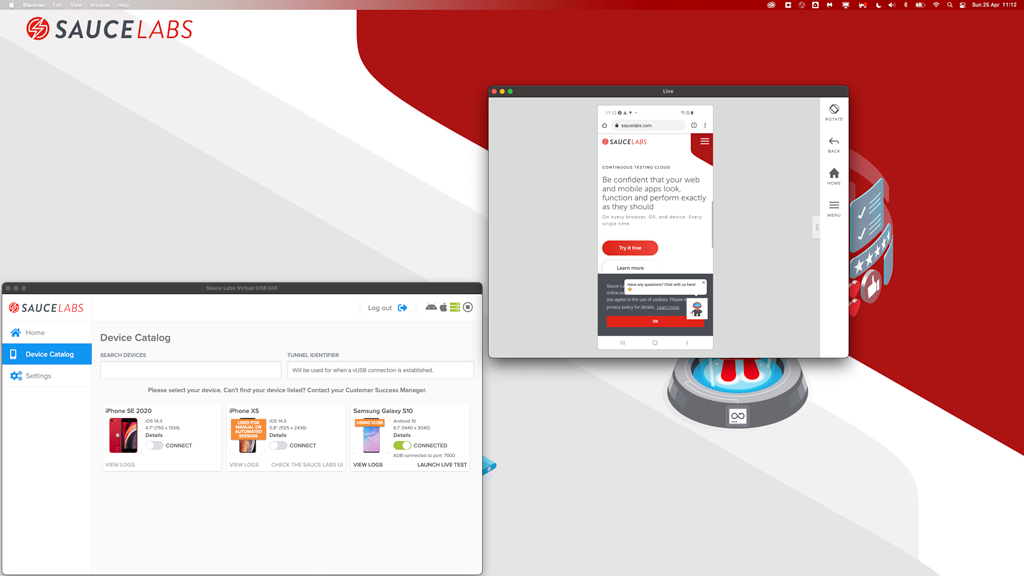 Electron Edit View Window Help
Sun 25 Apr 11:12
SAUCELABS
Live
11:12
saucelabs.com
SAUCELABS
CONTINUOUS TESTING CLOUD
Be confident that your web
and mobile apps look,
function and perform exactly
as they should
On every browser, OS, and device. Every
single time.
Try it free
Learn more
Have any questions? Chat with us here!
Sauce L
online e
you agree to the use of cookies. Please
privacy policy for details. Learn more
OK
ROTATE
BACK
HOME
MENU
Sauce Labs Virtual USB GUI
SAUCELABS
Log out
Home
Device Catalog
Settings
Device Catalog
SEARCH DEVICES
TUNNEL IDENTIFIER
Will be used for when a vUSB connection is established.
Please select your device. Can't find your device listed? Contact your Customer Success Manager.
iPhone SE 2020
iOS 14.3
4.7" (750 x 1334)
Details
CONNECT
VIEW LOGS
iPhone XS
USED FOR
MANUAL OR
AUTOMATED
SESSION
iOS 14.3
5.8" (1125 x 2436)
Details
CONNECT
VIEW LOGS
CHECK THE SAUCE LABS UI
Samsung Galaxy S10
USING VUSB
Android 10
6.1" (1440 x 3040)
Details
CONNECTED
ADB connected to port: 7000
VIEW LOGS
LAUNCH LIVE TEST